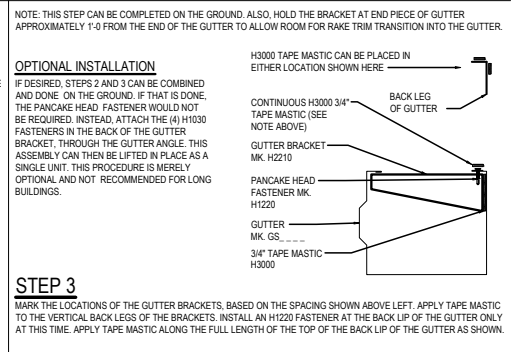 NOTE: THIS STEP CAN BE COMPLETED ON THE GROUND. ALSO, HOLD THE BRACKET AT END PIECE OF GUTTER
APPROXIMATELY 1'-0 FROM THE END OF THE GUTTER TO ALLOW ROOM FOR RAKE TRIM TRANSITION INTO THE GUTTER.
OPTIONAL INSTALLATION
IF DESIRED, STEPS 2 AND 3 CAN BE COMBINED
AND DONE ON THE GROUND. IF THAT IS DONE,
THE PANCAKE HEAD FASTENER WOULD NOT
BE REQUIRED. INSTEAD, ATTACH THE (4) H1030
FASTENERS IN THE BACK OF THE GUTTER
BRACKET, THROUGH THE GUTTER ANGLE. THIS
ASSEMBLY CAN THEN BE LIFTED IN PLACE AS A
SINGLE UNIT. THIS PROCEDURE IS MERELY
OPTIONAL AND NOT RECOMMENDED FOR LONG
BUILDINGS.
H3000 TAPE MASTIC CAN BE PLACED IN
EITHER LOCATION SHOWN HERE
BACK LEG
OF GUTTER
CONTINUOUS H3000 3/4"
TAPE MASTIC (SEE
NOTE ABOVE)
GUTTER BRACKET
MK. H2210
PANCAKE HEAD
FASTENER MK.
H1220
GUTTER
MK. GS_ _ _ _
3/4" TAPE MASTIC
H3000
STEP 3
MARK THE LOCATIONS OF THE GUTTER BRACKETS, BASED ON THE SPACING SHOWN ABOVE LEFT. APPLY TAPE MASTIC
TO THE VERTICAL BACK LEGS OF THE BRACKETS. INSTALL AN H1220 FASTENER AT THE BACK LIP OF THE GUTTER ONLY
AT THIS TIME. APPLY TAPE MASTIC ALONG THE FULL LENGTH OF THE TOP OF THE BACK LIP OF THE GUTTER AS SHOWN.